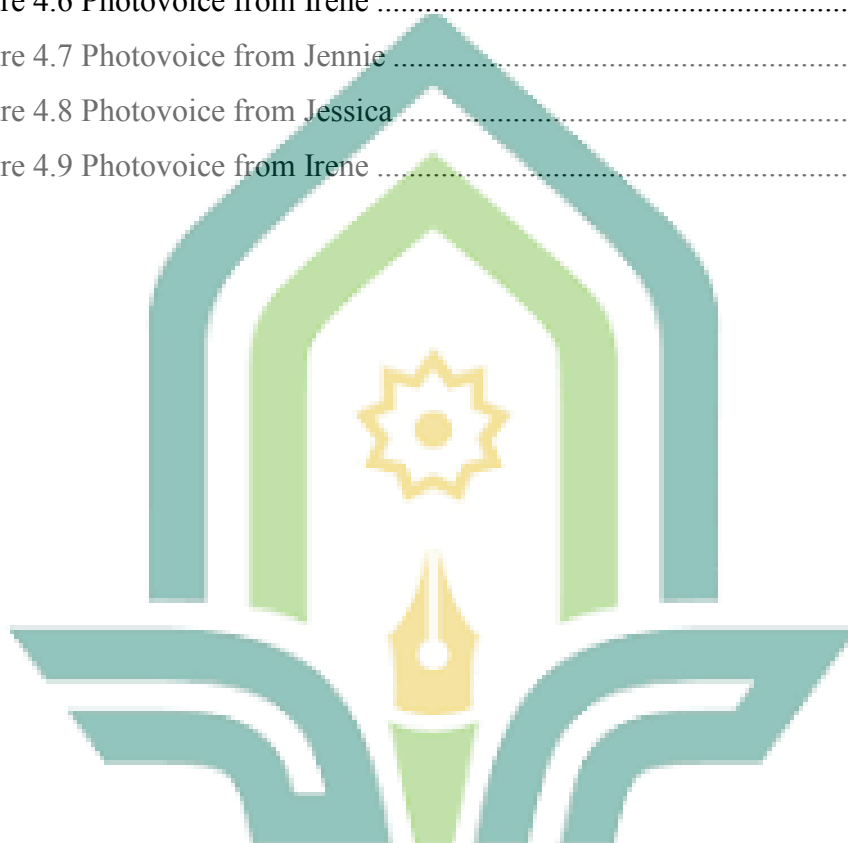 re 4.6 Photovoice from Irene ............................................................
re 4.7 Photovoice from Jennie ..........................................................
re 4.8 Photovoice from Jessica .........................................................
re 4.9 Photovoice from Irene ............................................................